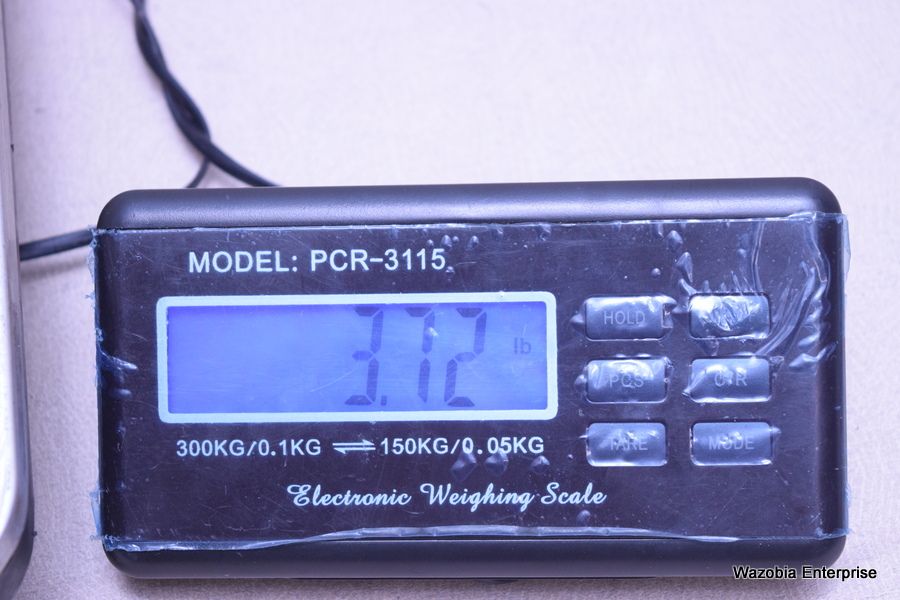 MODEL: PCR-3115
3.72 lb
300KG/0.1KG ⇌ 150KG/0.05KG
Electronic Weighing Scale
HOLD
PCS
TARE MODE
Wazobia Enterprise